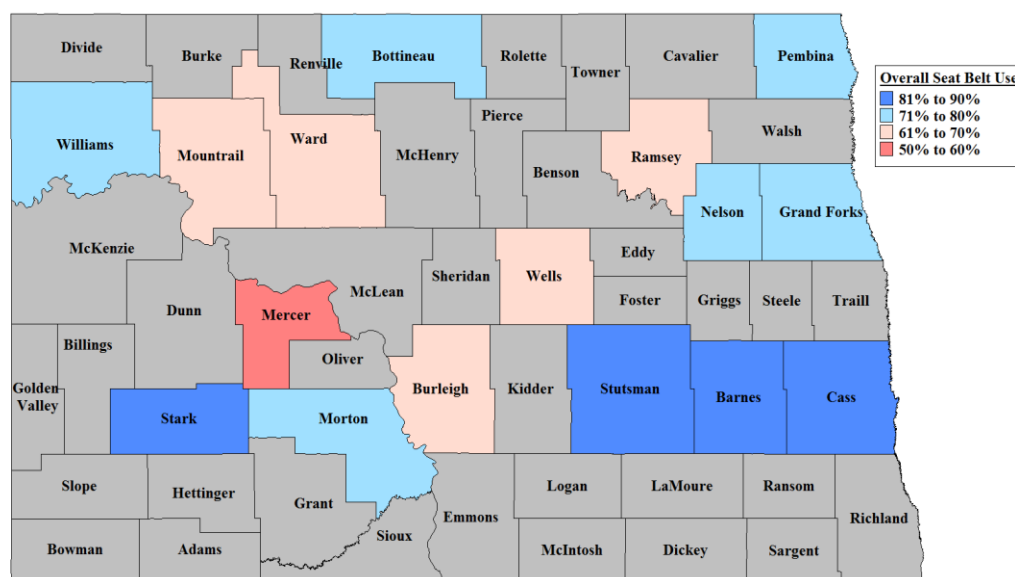 Divide
Burke
Renville
Bottineau
Rolette
Towner
Cavalier
Pembina
Overall Seat Belt Use
81% to 90%
71% to 80%
61% to 70%
50% to 60%
Williams
Mountrail
Ward
McHenry
Pierce
Benson
Ramsey
Walsh
Nelson
Grand Forks
McKenzie
Dunn
McLean
Sheridan
Wells
Eddy
Foster
Griggs
Steele
Traill
Mercer
Oliver
Billings
Golden
Valley
Stark
Morton
Burleigh
Kidder
Stutsman
Barnes
Cass
Slope
Hettinger
Grant
Sioux
Emmons
Logan
LaMoure
Ransom
Richland
Bowman
Adams
McIntosh
Dickey
Sargent